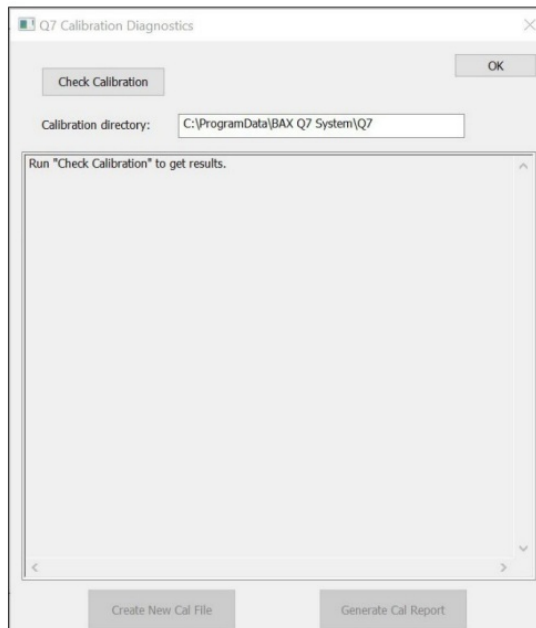 Q7 Calibration Diagnostics
OK
Check Calibration
Calibration directory: C:\ProgramData\BAX Q7 System\Q7
Run "Check Calibration" to get results.
Create New Cal File Generate Cal Report